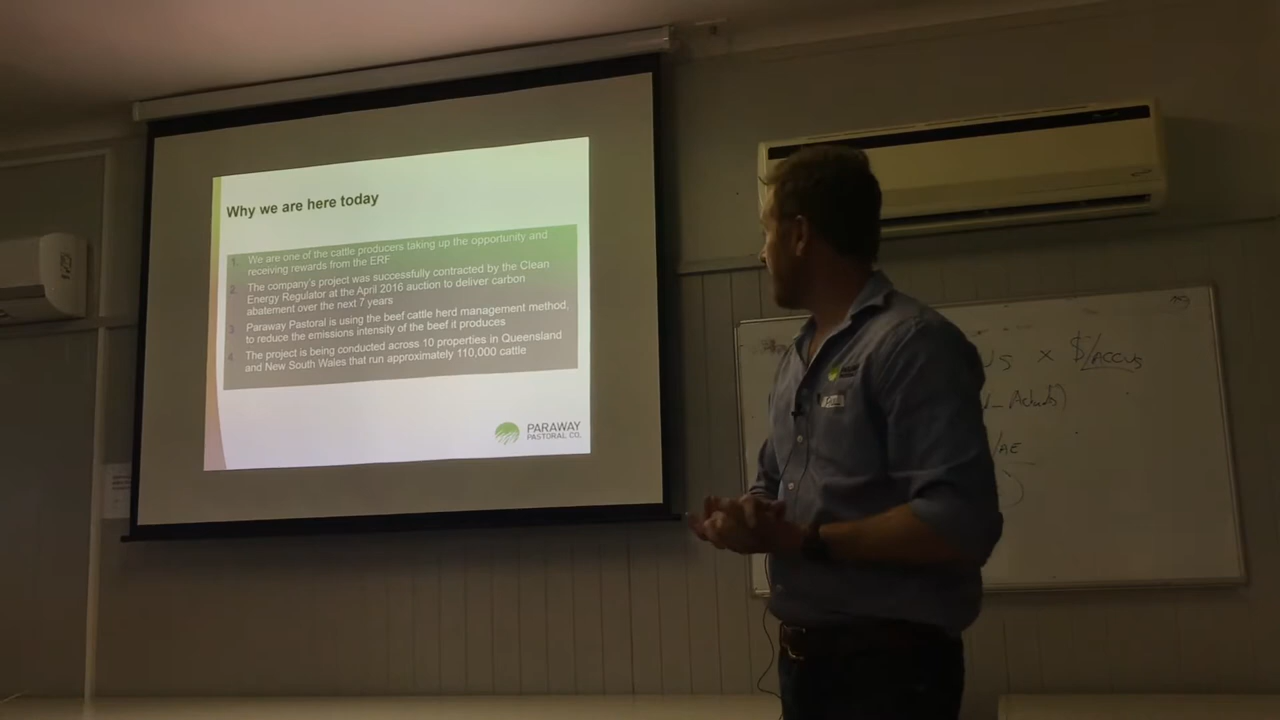 Why we are here today
1. We are one of the cattle producers taking up the opportunity and
receiving rewards from the ERF
2. The company's project was successfully contracted by the Clean
Energy Regulator at the April 2016 auction to deliver carbon
abatement over the next 7 years
3. Paraway Pastoral is using the beef cattle herd management method,
to reduce the emissions intensity of the beef it produces
4. The project is being conducted across 10 properties in Queensland
and New South Wales that run approximately 110,000 cattle
PARAWAY
PASTORAL CO.
US x $/ACCUS
/AE